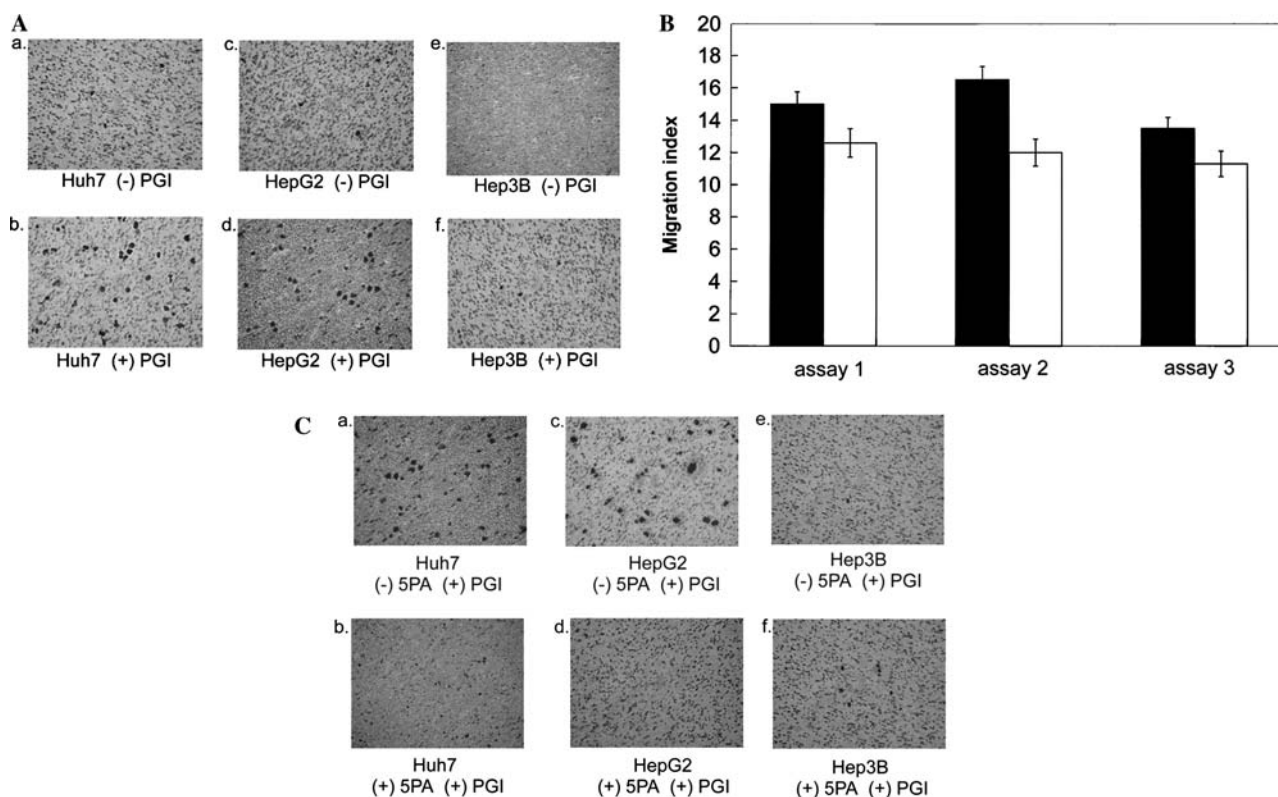 A
a.
c.
e.
Huh7 (-) PGI
HepG2 (-) PGI
Hep3B (-) PGI
b.
d.
f.
Huh7 (+) PGI
HepG2 (+) PGI
Hep3B (+) PGI
B
Migration index
20
18
16
14
12
10
8
6
4
2
0
assay 1
assay 2
assay 3
C
a.
c.
e.
Huh7
(-) 5PA (+) PGI
HepG2
(-) 5PA (+) PGI
Hep3B
(-) 5PA (+) PGI
b.
d.
f.
Huh7
(+) 5PA (+) PGI
HepG2
(+) 5PA (+) PGI
Hep3B
(+) 5PA (+) PGI